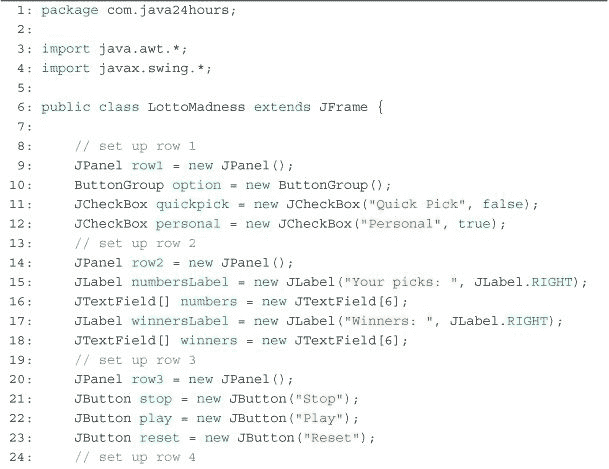 1: package com.java24hours;
2:
3: import java.awt.*;
4: import javax.swing.*;
5:
6: public class LottoMadness extends JFrame {
7:
8:     // set up row 1
9:     JPanel row1 = new JPanel();
10:     ButtonGroup option = new ButtonGroup();
11:     JCheckBox quickpick = new JCheckBox("Quick Pick", false);
12:     JCheckBox personal = new JCheckBox("Personal", true);
13:     // set up row 2
14:     JPanel row2 = new JPanel();
15:     JLabel numbersLabel = new JLabel("Your picks: ", JLabel.RIGHT);
16:     JTextField[] numbers = new JTextField[6];
17:     JLabel winnersLabel = new JLabel("Winners: ", JLabel.RIGHT);
18:     JTextField[] winners = new JTextField[6];
19:     // set up row 3
20:     JPanel row3 = new JPanel();
21:     JButton stop = new JButton("Stop");
22:     JButton play = new JButton("Play");
23:     JButton reset = new JButton("Reset");
24:     // set up row 4